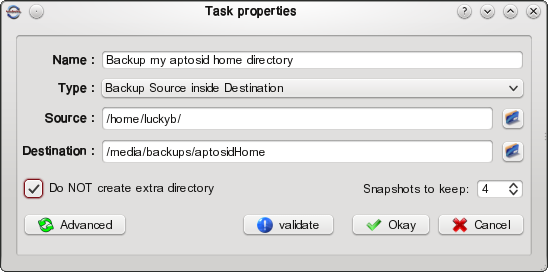 Task properties
Name : Backup my aptosid home directory
Type : Backup Source inside Destination
Source : /home/luckyb/
Destination : /media/backups/aptosidHome
Do NOT create extra directory Snapshots to keep: 4
Advanced validate Okay Cancel